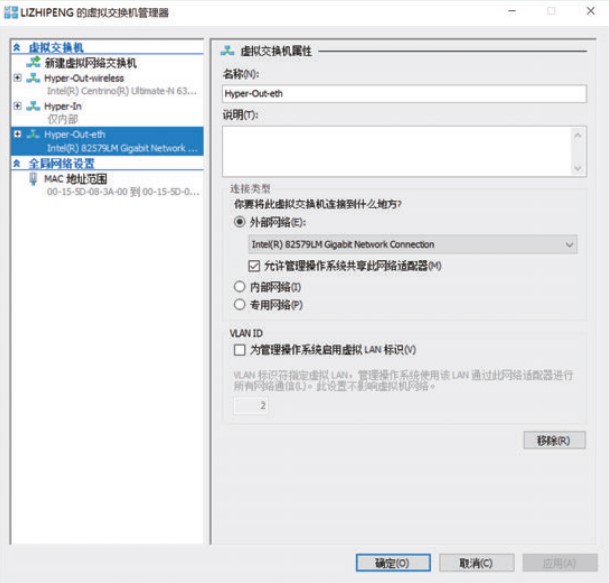 LIZHIPENG 的虚拟交换机管理器
虚拟交换机
新建虚拟网络交换机
Hyper-Out-wireless
Intel(R) Centrino(R) Ultimate-N 63...
Hyper-In
仅内部
Hyper-Out-eth
Intel(R) 82579LM Gigabit Network ...
全局网络设置
MAC 地址范围
00-15-5D-08-3A-00 到 00-15-5D-0...
虚拟交换机属性
名称(N):
Hyper-Out-eth
说明(T):
连接类型
你要将此虚拟交换机连接到什么地方?
外部网络(E):
Intel(R) 82579LM Gigabit Network Connection
允许管理操作系统共享此网络适配器(M)
内部网络(I)
专用网络(P)
VLAN ID
为管理操作系统启用虚拟 LAN 标识(V)
VLAN 标识符指定虚拟 LAN，管理操作系统使用该 LAN 通过此网络适配器进行
所有网络通信(L)。此设置不影响虚拟机网络。
2
移除(R)
确定(O)
取消(C)
应用(A)